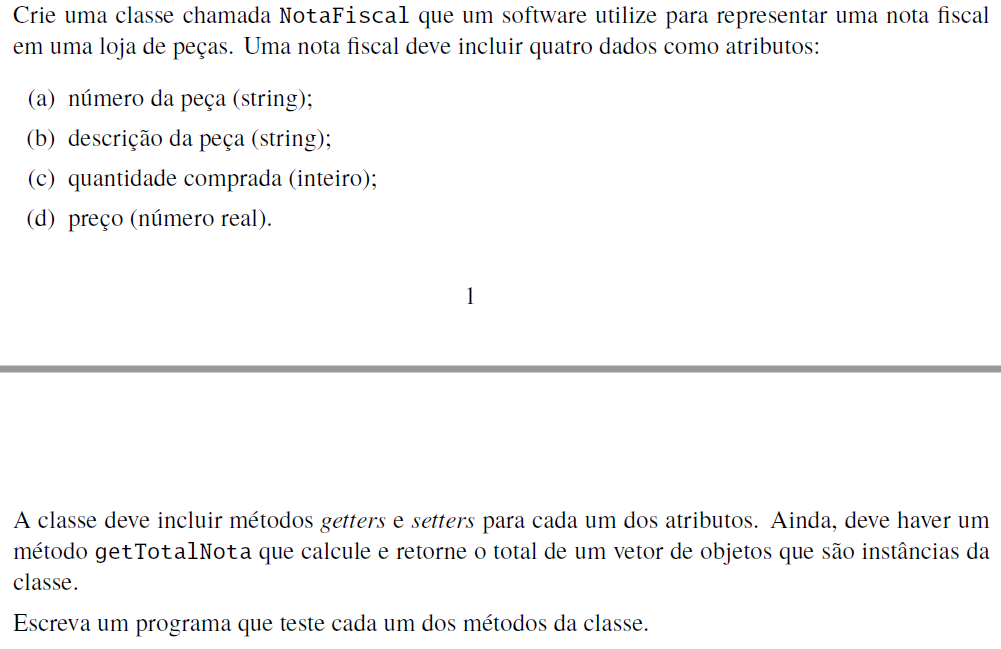 Crie uma classe chamada NotaFiscal que um software utilize para representar uma nota fiscal
em uma loja de peças. Uma nota fiscal deve incluir quatro dados como atributos:
(a) número da peça (string);
(b) descrição da peça (string);
(c) quantidade comprada (inteiro);
(d) preço (número real).
1
A classe deve incluir métodos getters e setters para cada um dos atributos. Ainda, deve haver um
método getTotalNota que calcule e retorne o total de um vetor de objetos que são instâncias da
classe.
Escreva um programa que teste cada um dos métodos da classe.